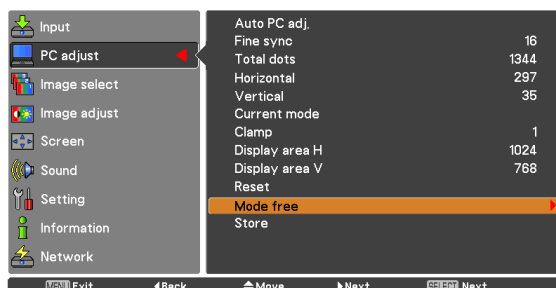 Input
PC adjust
Image select
Image adjust
Screen
Sound
Setting
Information
Network
Auto PC adj.
Fine sync 16
Total dots 1344
Horizontal 297
Vertical 35
Current mode
Clamp 1
Display area H 1024
Display area V 768
Reset
Mode free
Store
MENU Exit Back Move Next SELECT Next